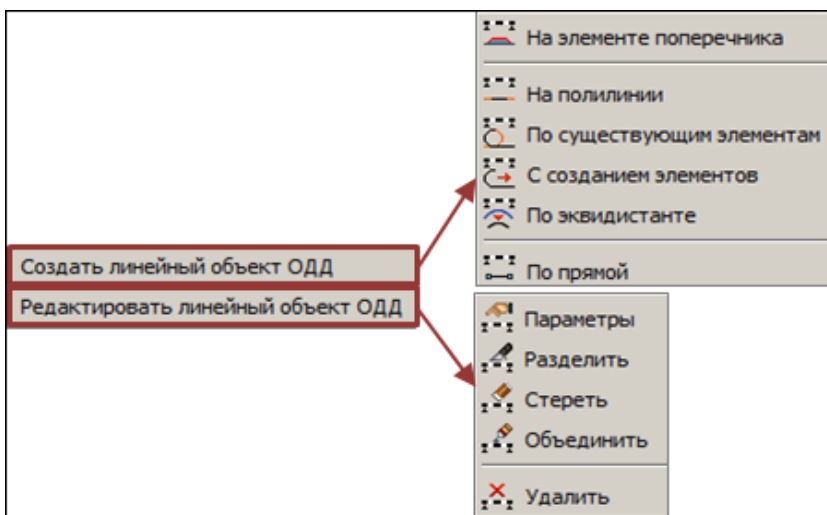 На элементе поперечника
На полилинии
По существующим элементам
С созданием элементов
По эквидистанте
По прямой
Создать линейный объект ОДД
Редактировать линейный объект ОДД
Параметры
Разделить
Стереть
Объединить
Удалить